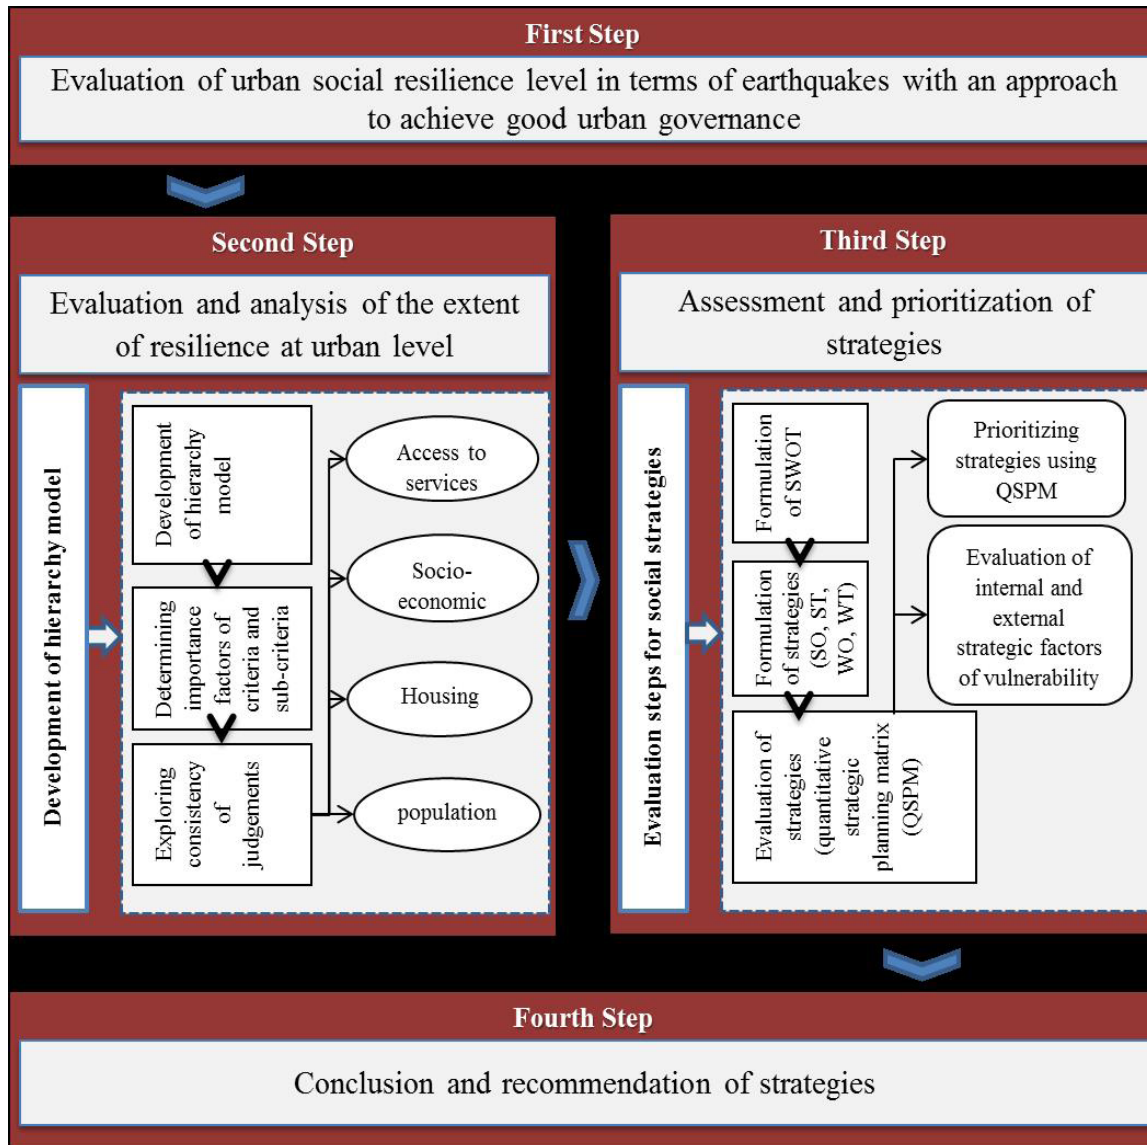 First Step
Evaluation of urban social resilience level in terms of earthquakes with an approach
to achieve good urban governance
Second Step
Evaluation and analysis of the extent
of resilience at urban level
Development of hierarchy model
Development
of hierarchy
model
Determining
importance
factors of
criteria and
sub-criteria
Exploring
consistency
of
judgements
Access to
services
Socio-
economic
Housing
population
Third Step
Assessment and prioritization of
strategies
Evaluation steps for social strategies
Formulation
of SWOT
Formulation
of strategies
(SO, ST,
WO, WT)
Evaluation of
strategies
(quantitative
strategic
planning matrix
(QSPM)
Prioritizing
strategies using
QSPM
Evaluation of
internal and
external
strategic factors
of vulnerability
Fourth Step
Conclusion and recommendation of strategies